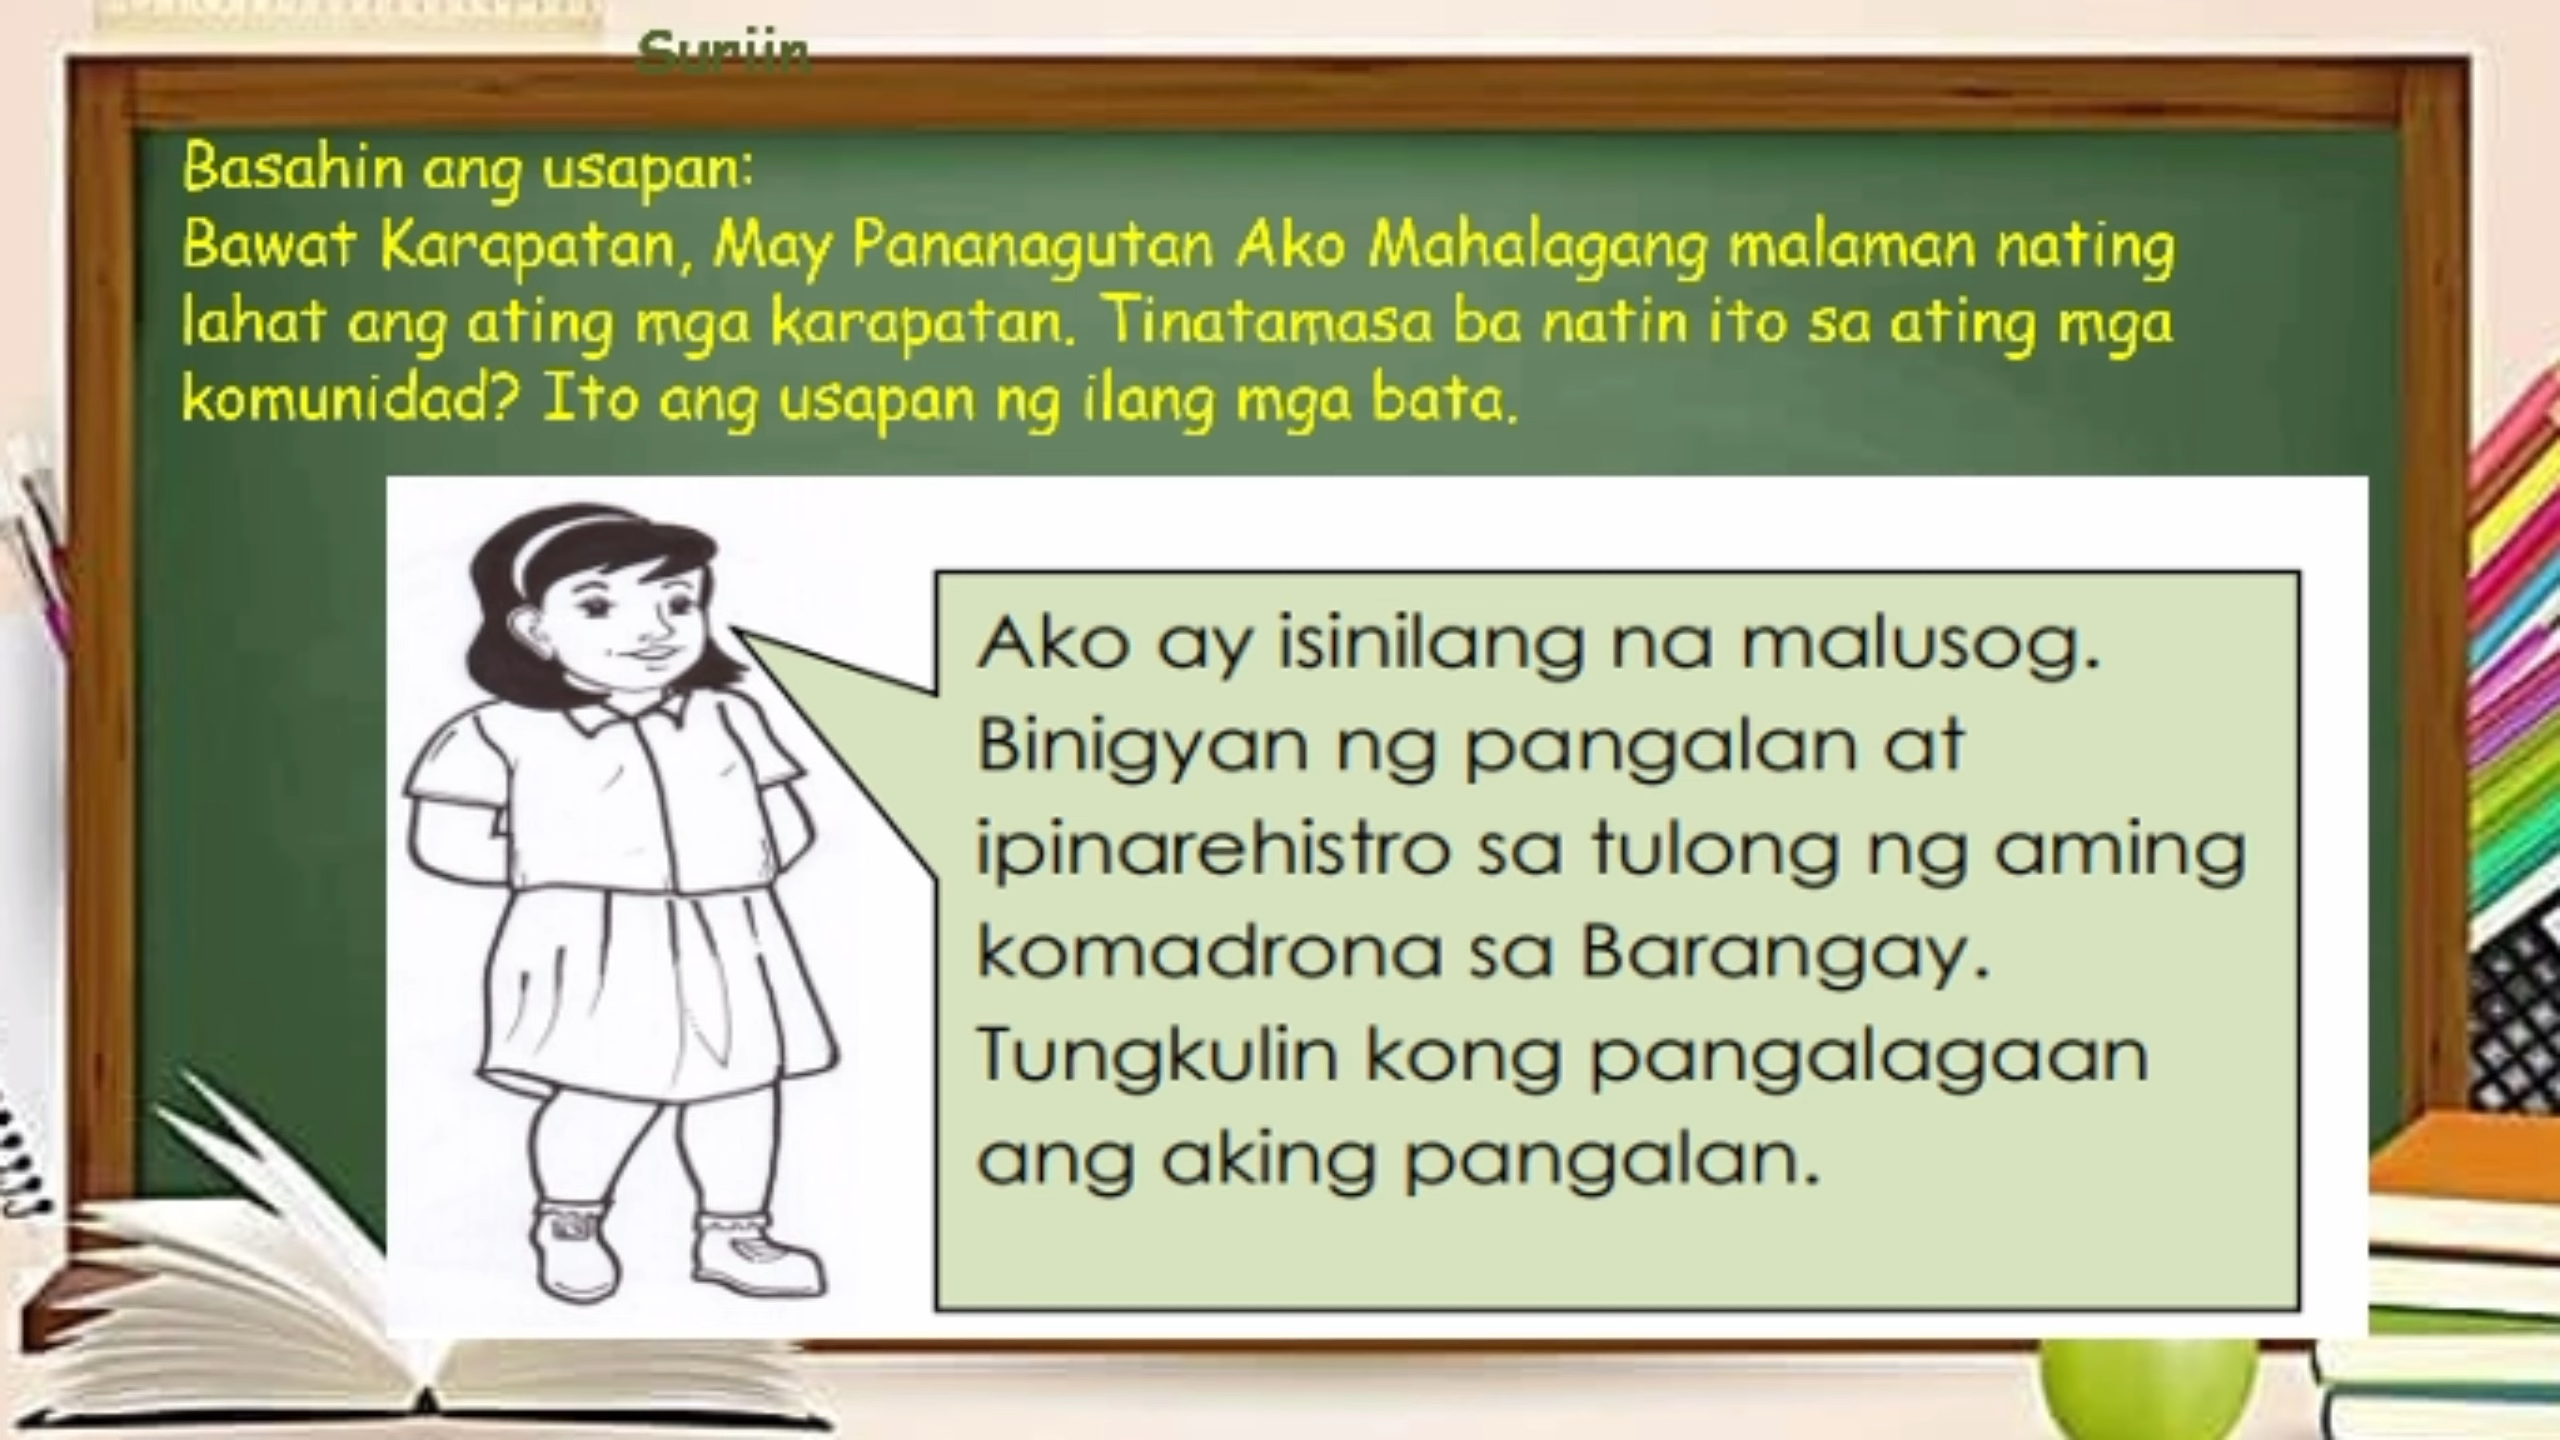 Suriin
Basahin ang usapan:
Bawat Karapatan, May Pananagutan Ako Mahalagang malaman nating
lahat ang ating mga karapatan. Tinatamasa ba natin ito sa ating mga
komunidad? Ito ang usapan ng ilang mga bata.
Ako ay isinilang na malusog.
Binigyan ng pangalan at
ipinarehistro sa tulong ng aming
komadrona sa Barangay.
Tungkulin kong pangalagaan
ang aking pangalan.